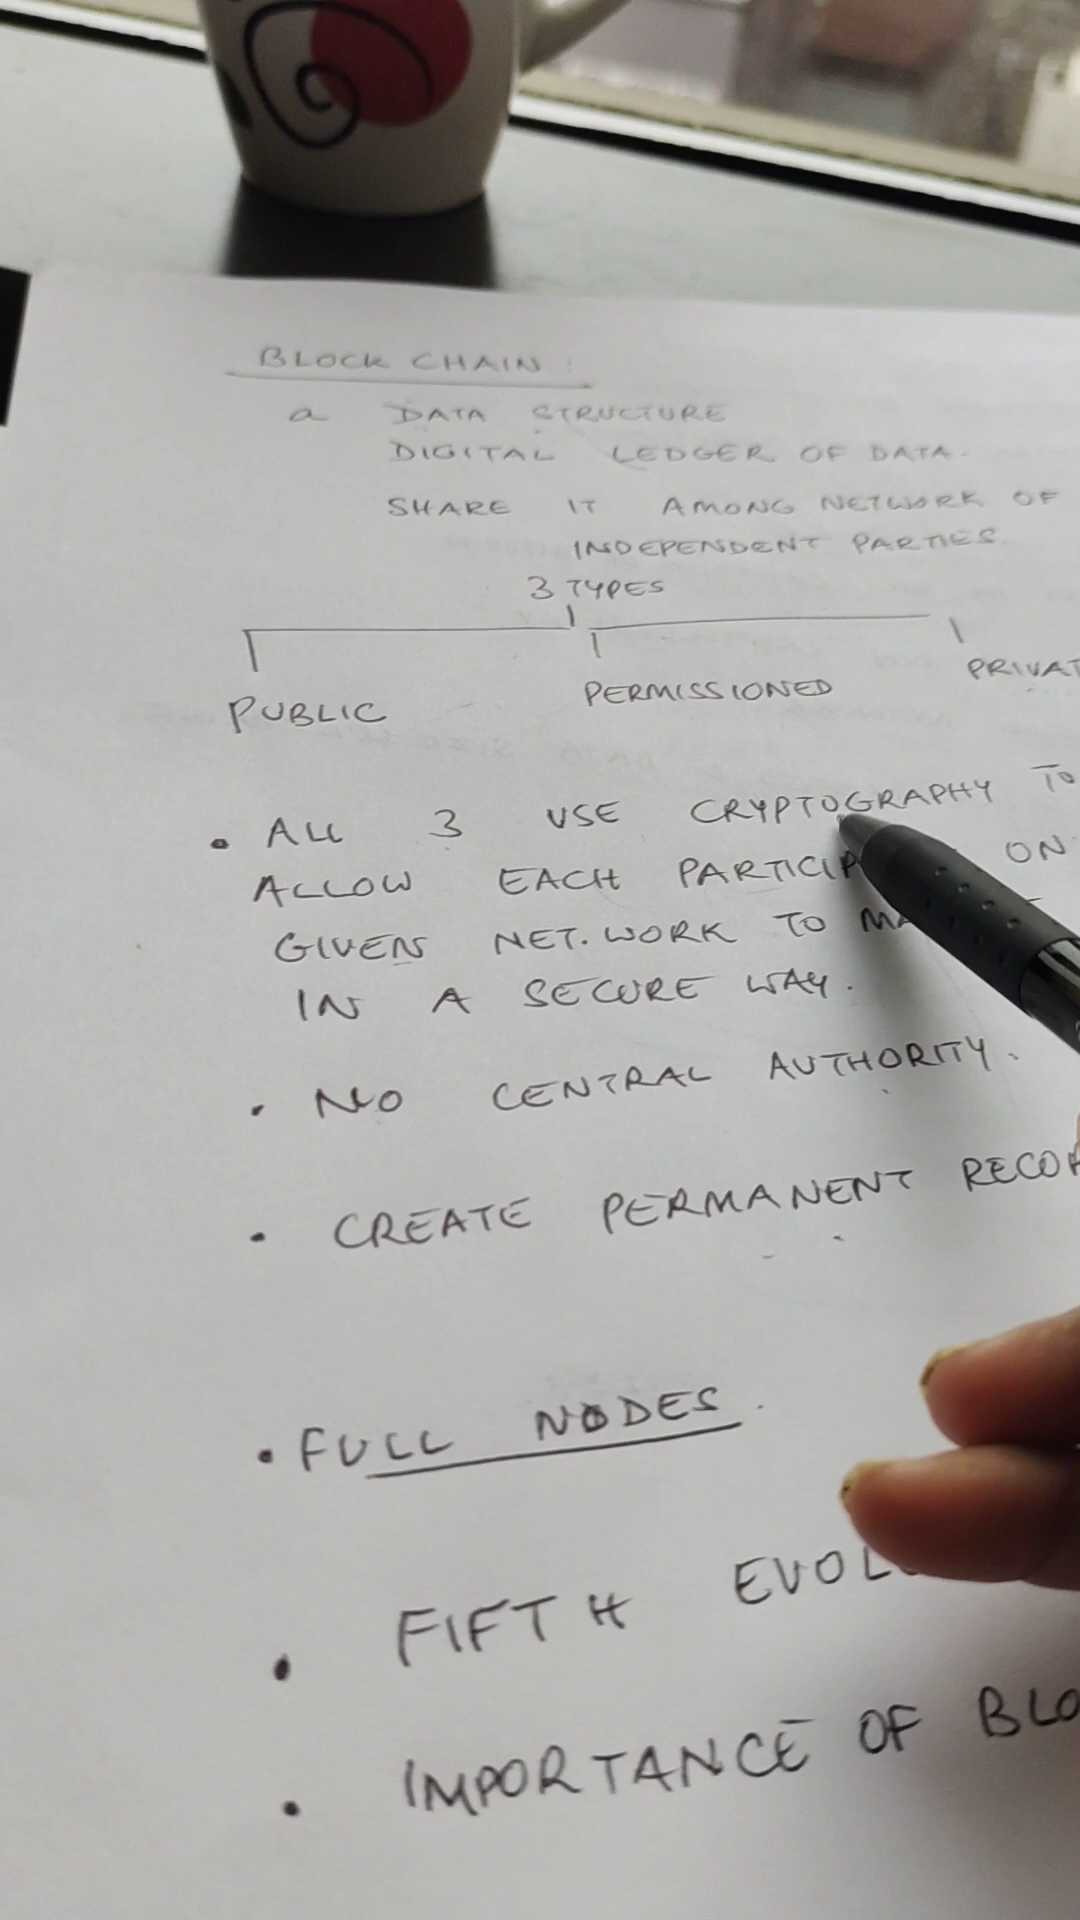 BLOCK CHAIN :
a DATA STRUCTURE
DIGITAL LEDGER OF DATA.
SHARE IT AMONG NETWORK OF
INDEPENDENT PARTIES.
3 TYPES
PUBLIC PERMISSIONED
• ALL 3 USE CRYPTOGRAPHY TO
ALLOW EACH ON
GIVEN NET.WORK TO
IN A SECURE WAY.
• NO CENTRAL AUTHORITY.
• CREATE PERMANENT
• FULL NODES.
• FIFTH
• IMPORTANCE OF